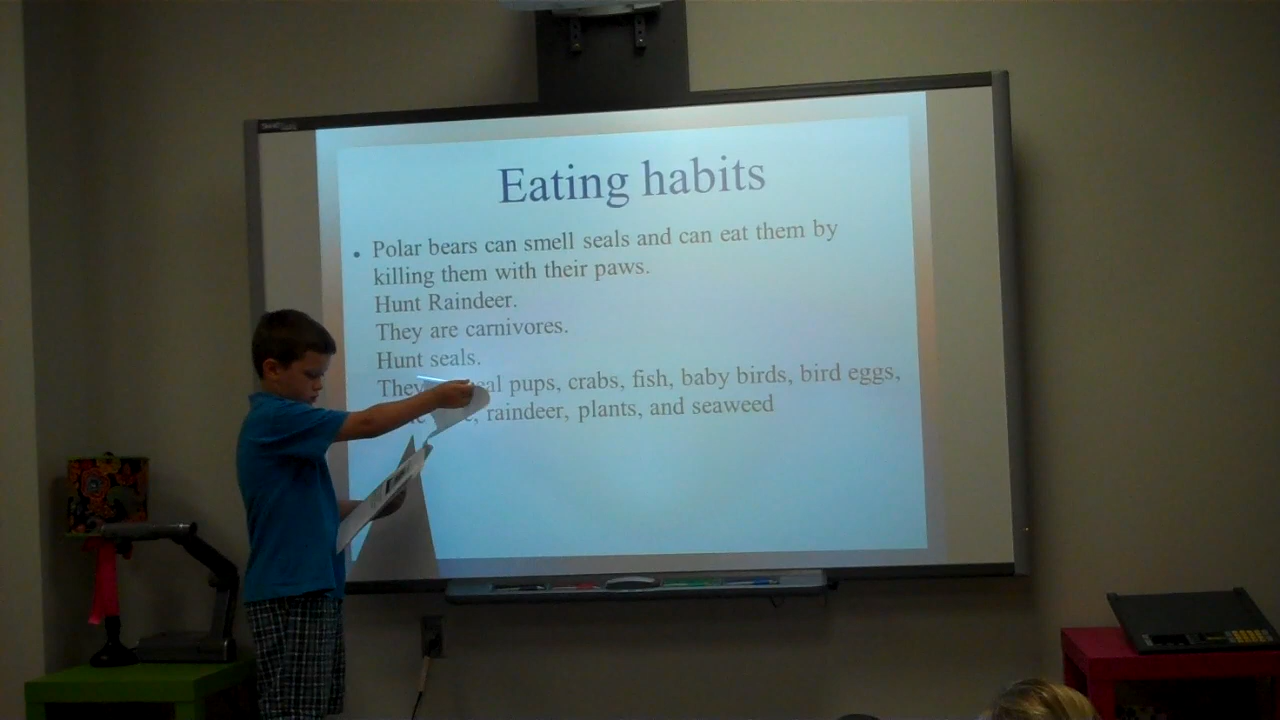 Eating habits
• Polar bears can smell seals and can eat them by
killing them with their paws.
Hunt Raindeer.
They are carnivores.
Hunt seals.
They pups, crabs, fish, baby birds, bird eggs,
raindeer, plants, and seaweed